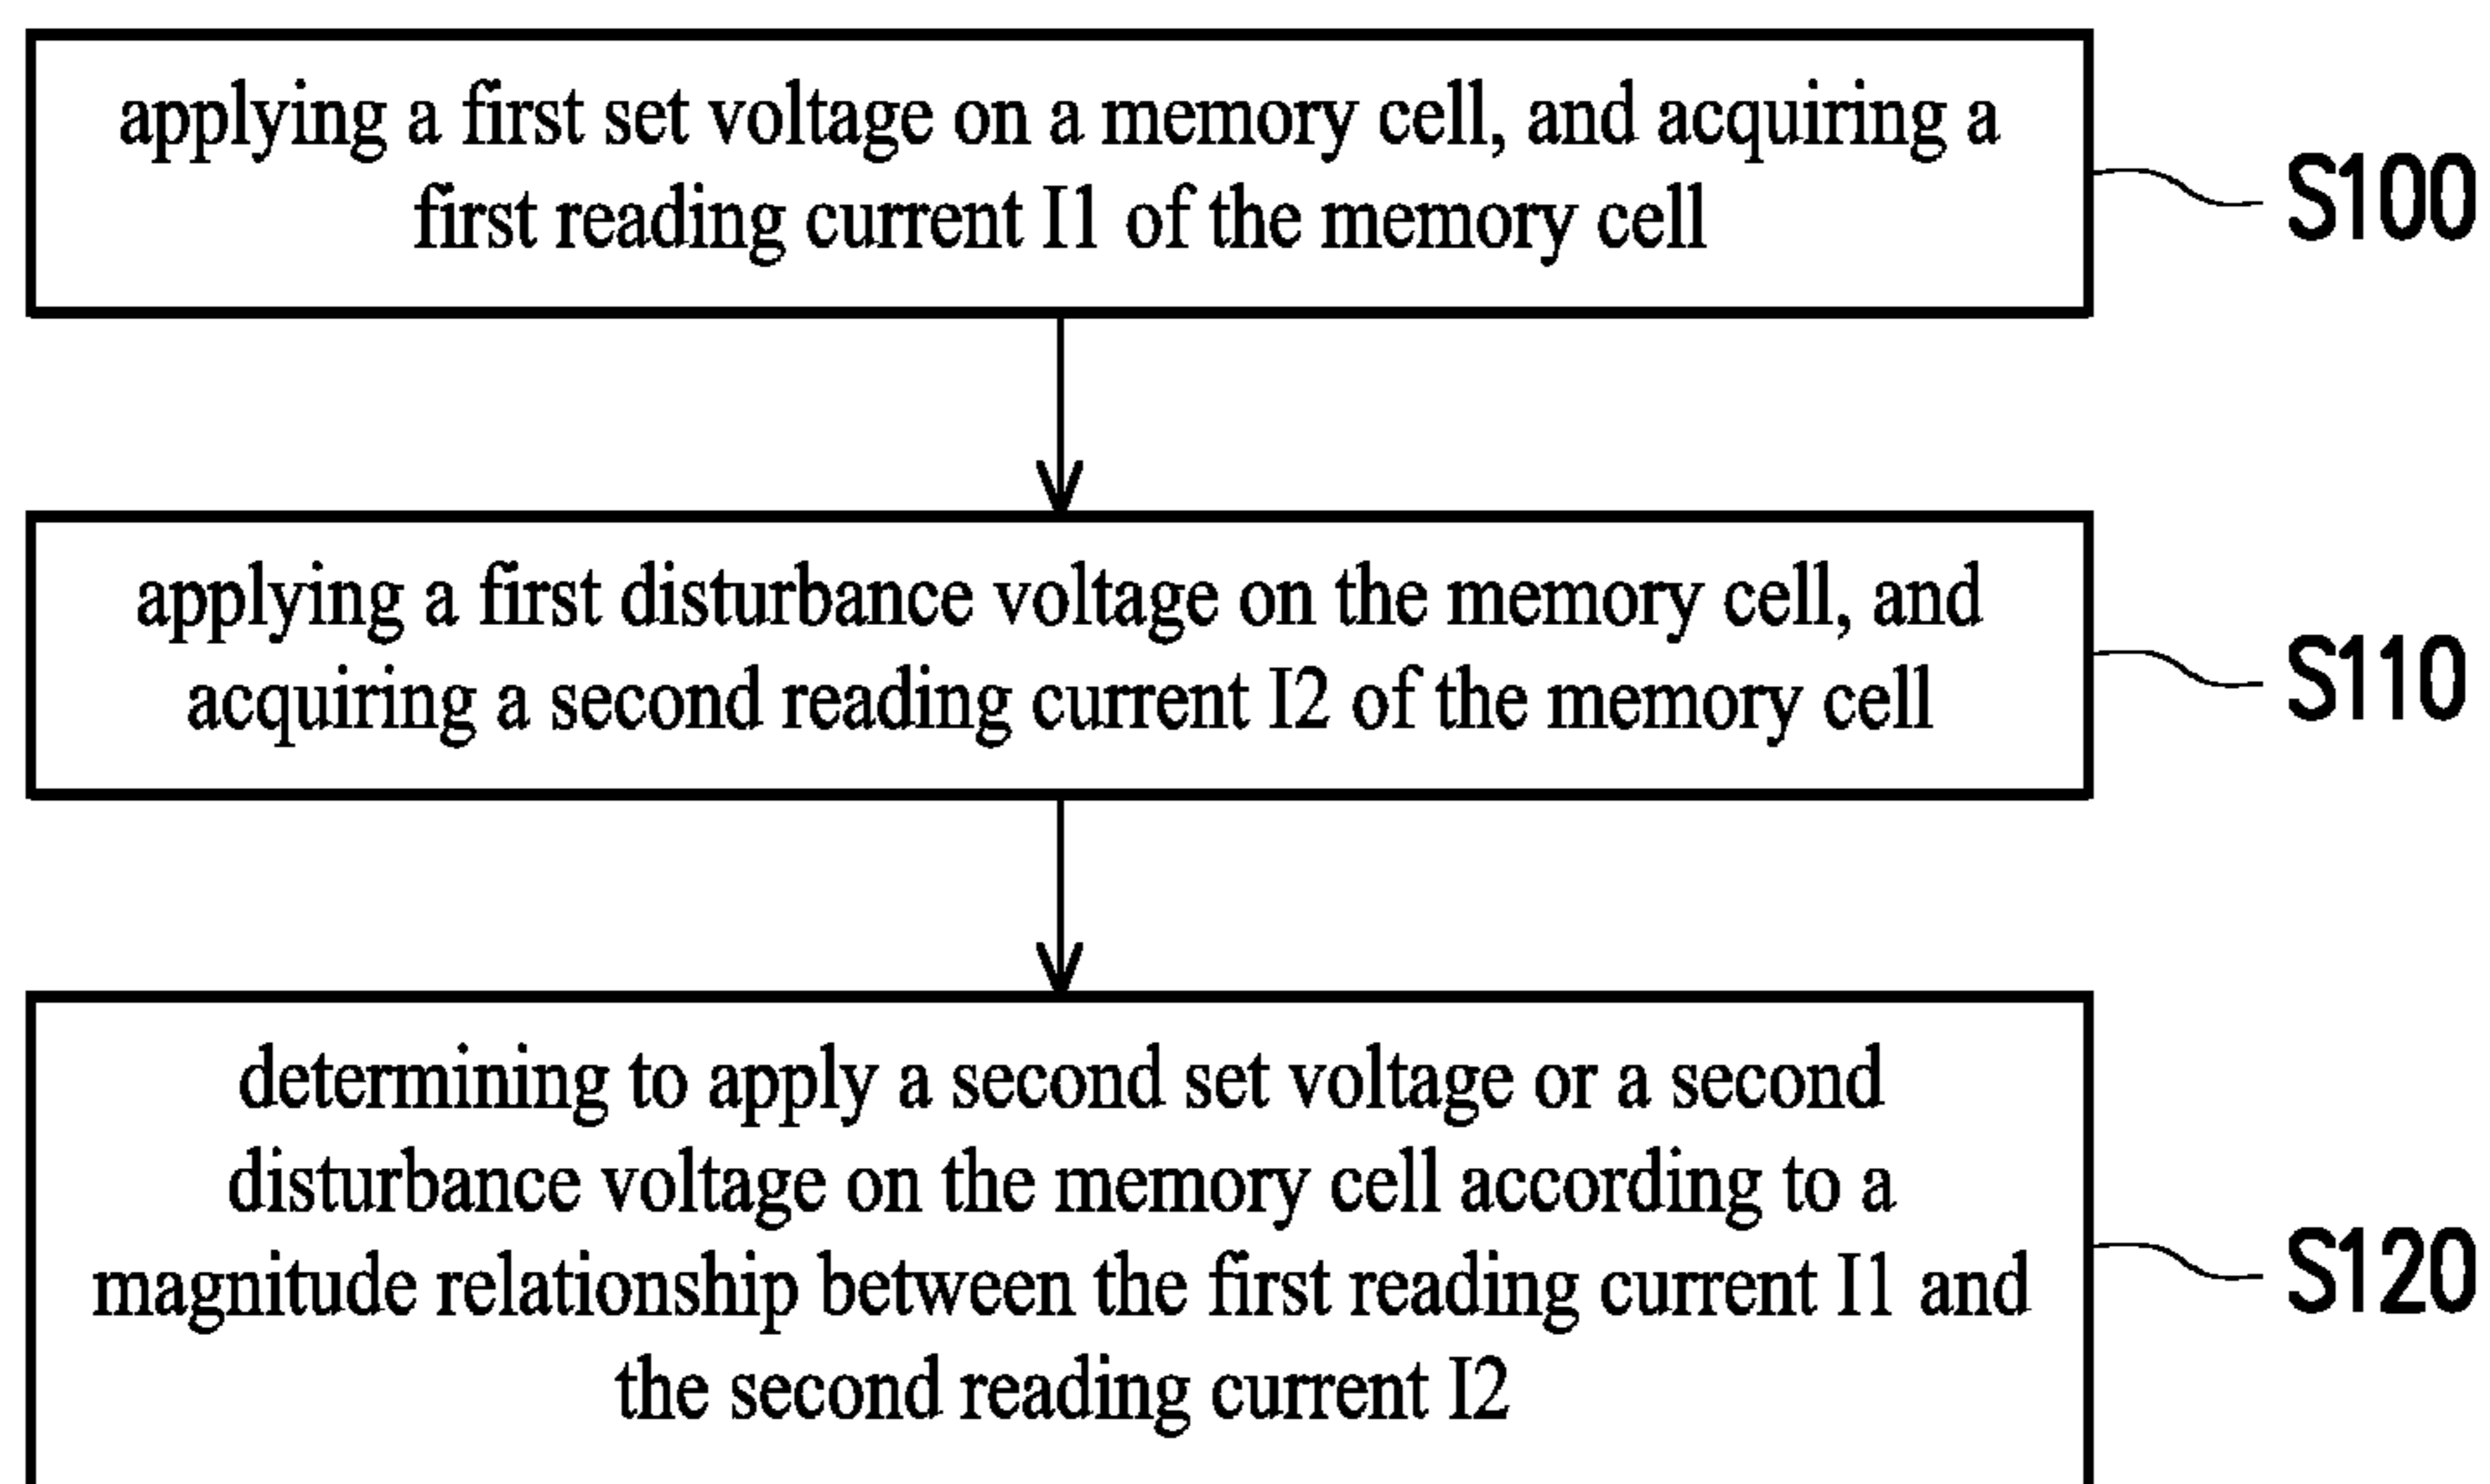 applying a first set voltage on a memory cell, and acquiring a
first reading current I1 of the memory cell
S100
applying a first disturbance voltage on the memory cell, and
acquiring a second reading current I2 of the memory cell
S110
determining to apply a second set voltage or a second
disturbance voltage on the memory cell according to a
magnitude relationship between the first reading current I1 and
the second reading current I2
S120